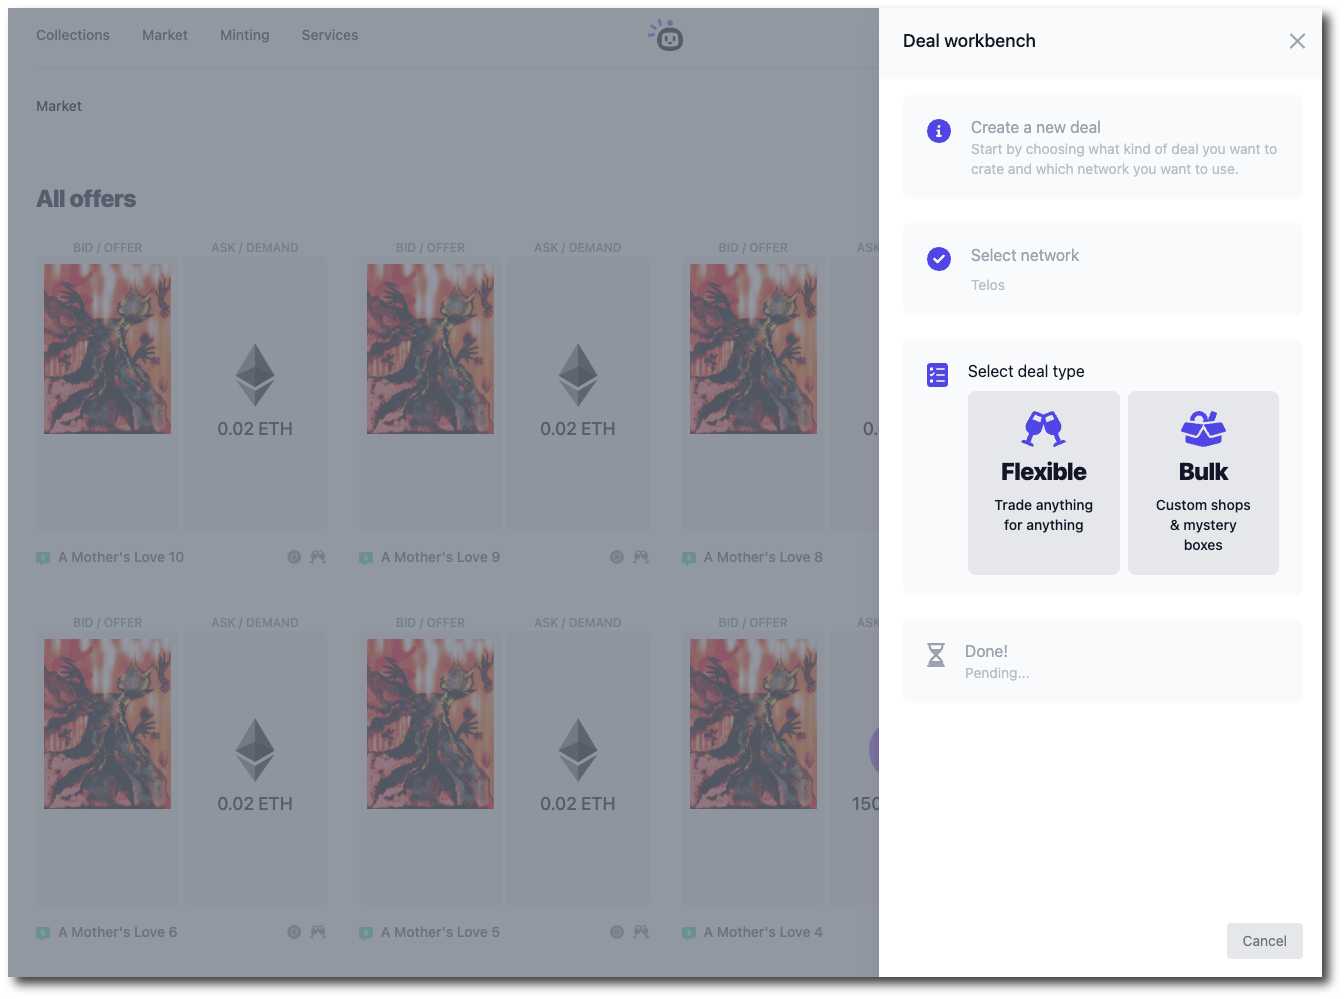 Collections
Market
Minting
Services
Market
All offers
BID / OFFER
ASK / DEMAND
BID / OFFER
ASK / DEMAND
BID / OFFER
ASK
0.02 ETH
0.02 ETH
0.
A Mother's Love 10
A Mother's Love 9
A Mother's Love 8
BID / OFFER
ASK / DEMAND
BID / OFFER
ASK / DEMAND
BID / OFFER
ASK
0.02 ETH
0.02 ETH
150
A Mother's Love 6
A Mother's Love 5
A Mother's Love 4
Deal workbench
Create a new deal
Start by choosing what kind of deal you want to
crate and which network you want to use.
Select network
Telos
Select deal type
Flexible
Trade anything
for anything
Bulk
Custom shops
& mystery
boxes
Done!
Pending...
Cancel